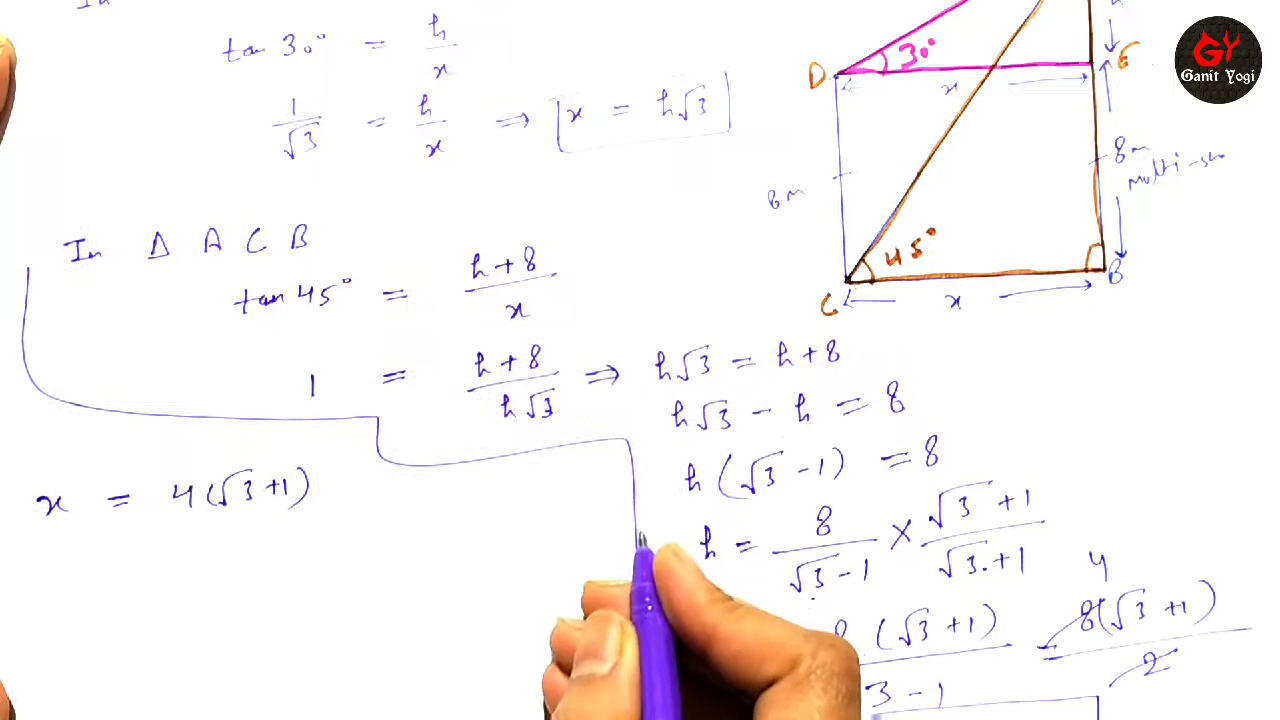 In
tan 30° = h/x
1/√3 = h/x ⇒ x = h√3
In Δ A C B
tan 45° = h+8/x
1 = h+8/h√3 ⇒ h√3 = h+8
h√3 - h = 8
h(√3-1) = 8
h = 8/√3-1 × √3+1/√3+1
8(√3+1)/3-1 = 8(√3+1)/2
4
x = 4(√3+1)
D
30°
E
x
8m
8m
45°
C
x
B
GY
Ganit Yogi